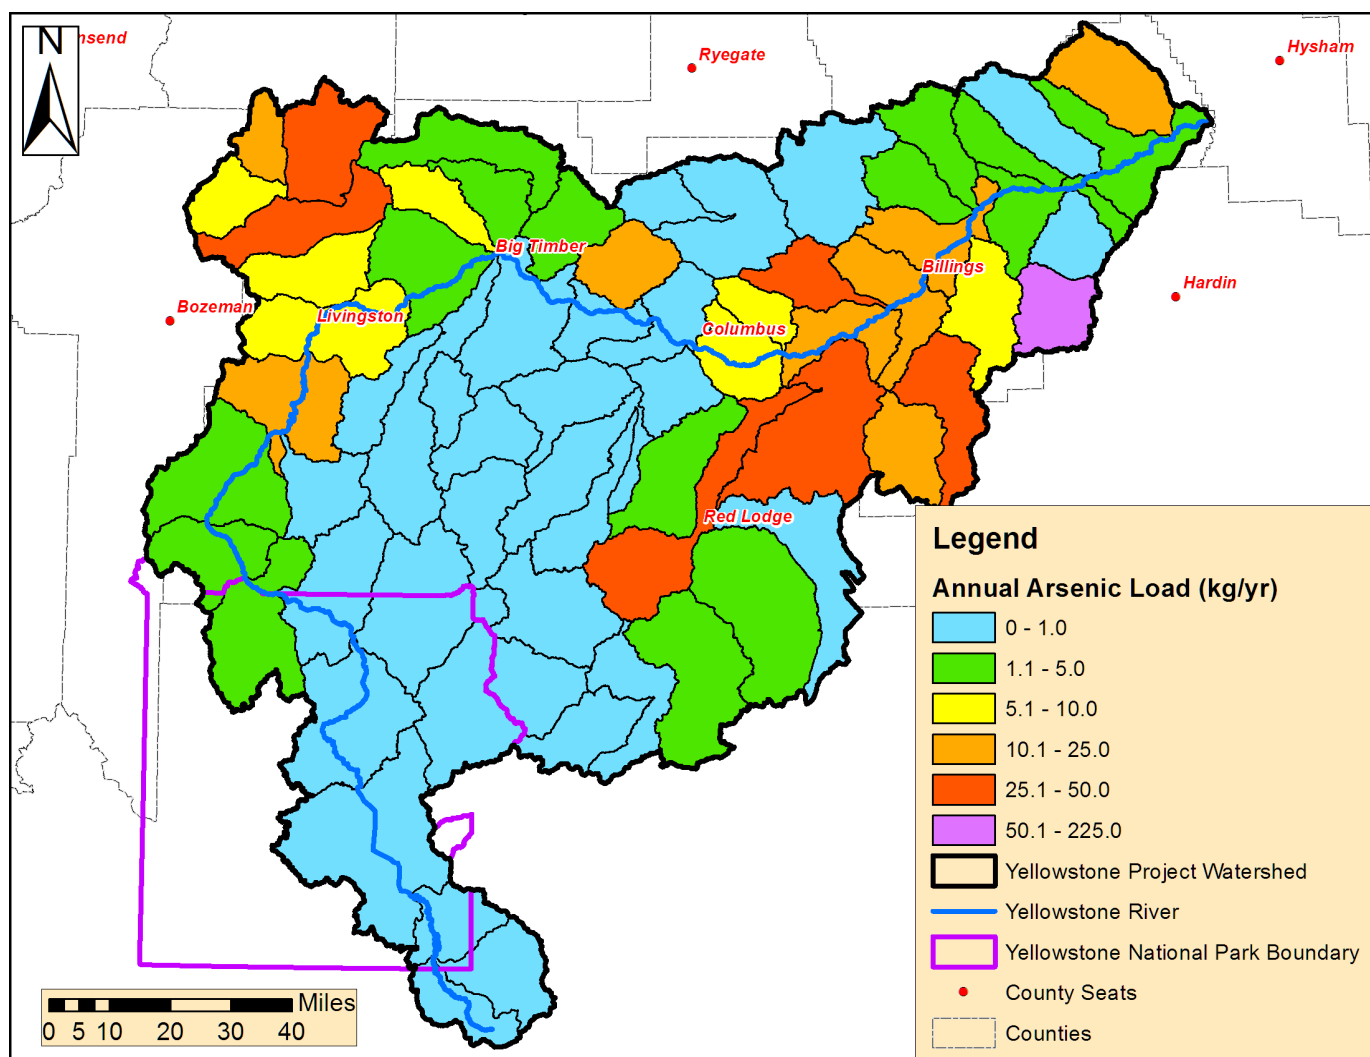 N
nsend
Ryegate
Hysham
Big Timber
Billings
Hardin
Bozeman
Livingston
Columbus
Red Lodge
Legend
Annual Arsenic Load (kg/yr)
0 - 1.0
1.1 - 5.0
5.1 - 10.0
10.1 - 25.0
25.1 - 50.0
50.1 - 225.0
Yellowstone Project Watershed
Yellowstone River
Yellowstone National Park Boundary
County Seats
Counties
Miles
0 5 10 20 30 40